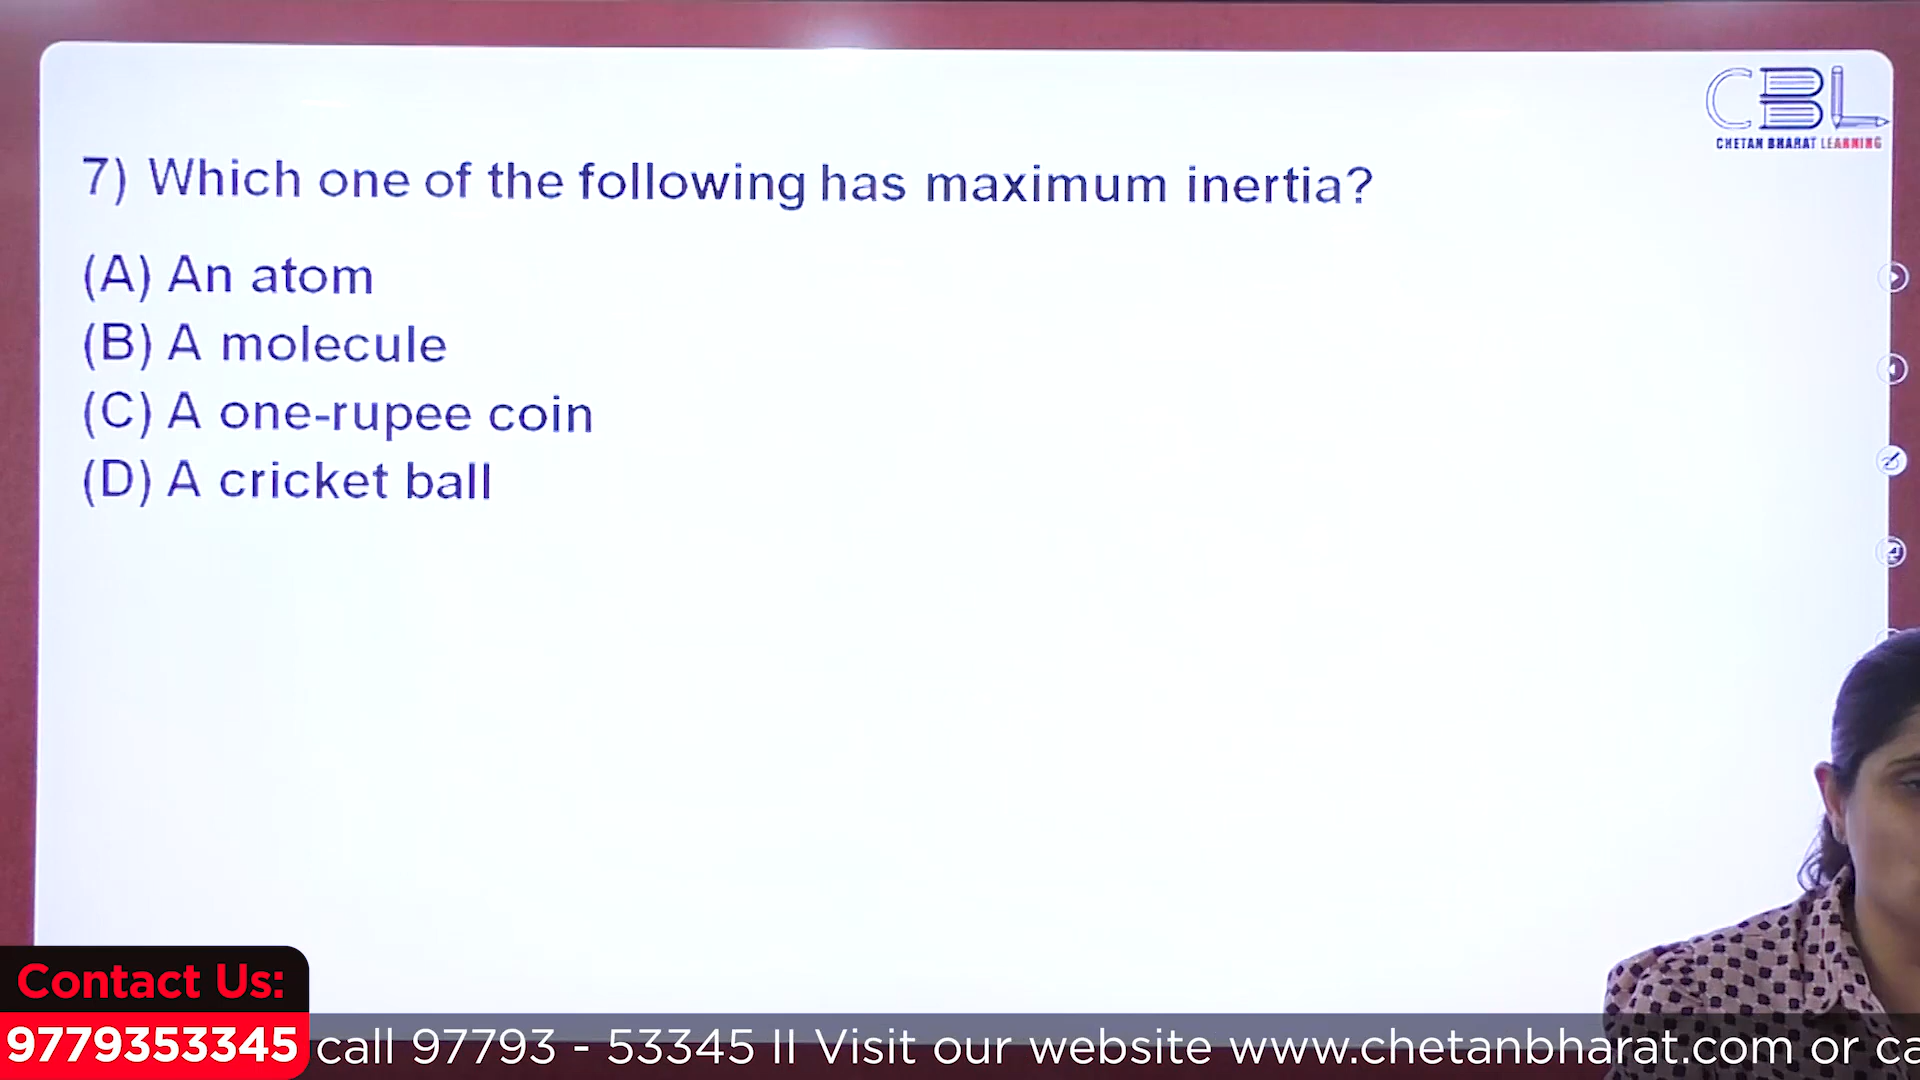 CBL
CHETAN BHARAT LEARNING
7) Which one of the following has maximum inertia?
(A) An atom
(B) A molecule
(C) A one-rupee coin
(D) A cricket ball
Contact Us:
9779353345
call 97793 - 53345 II Visit our website www.chetanbharat.com or ca